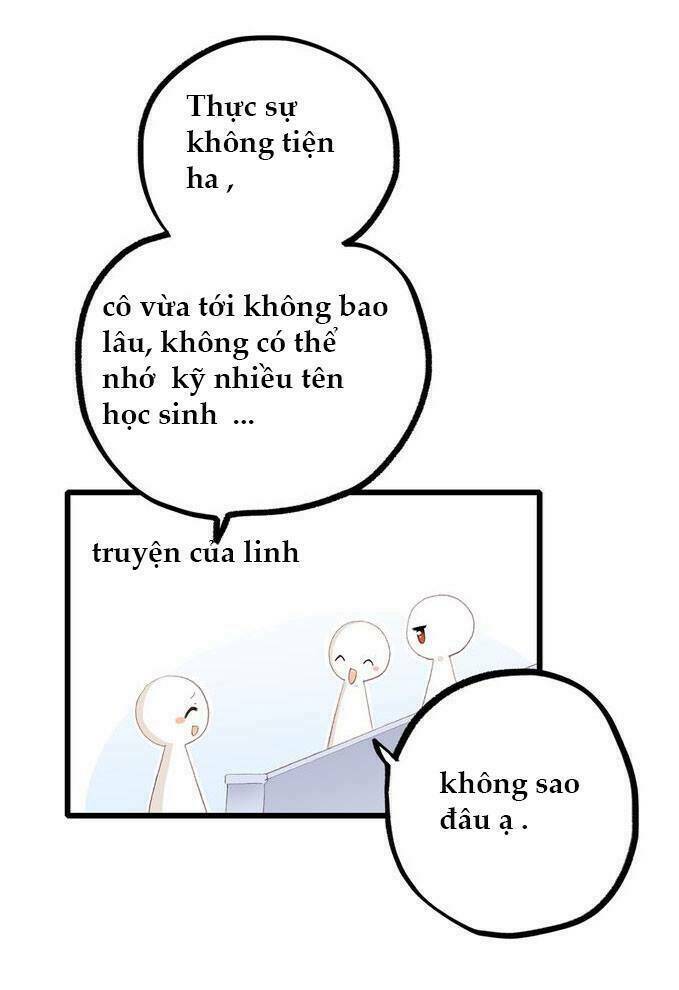 Thực sự
không tiện
ha ,
cô vừa tới không bao
lâu, không có thể
nhớ kỹ nhiều tên
học sinh ...
truyện của linh
không sao
đâu ạ .